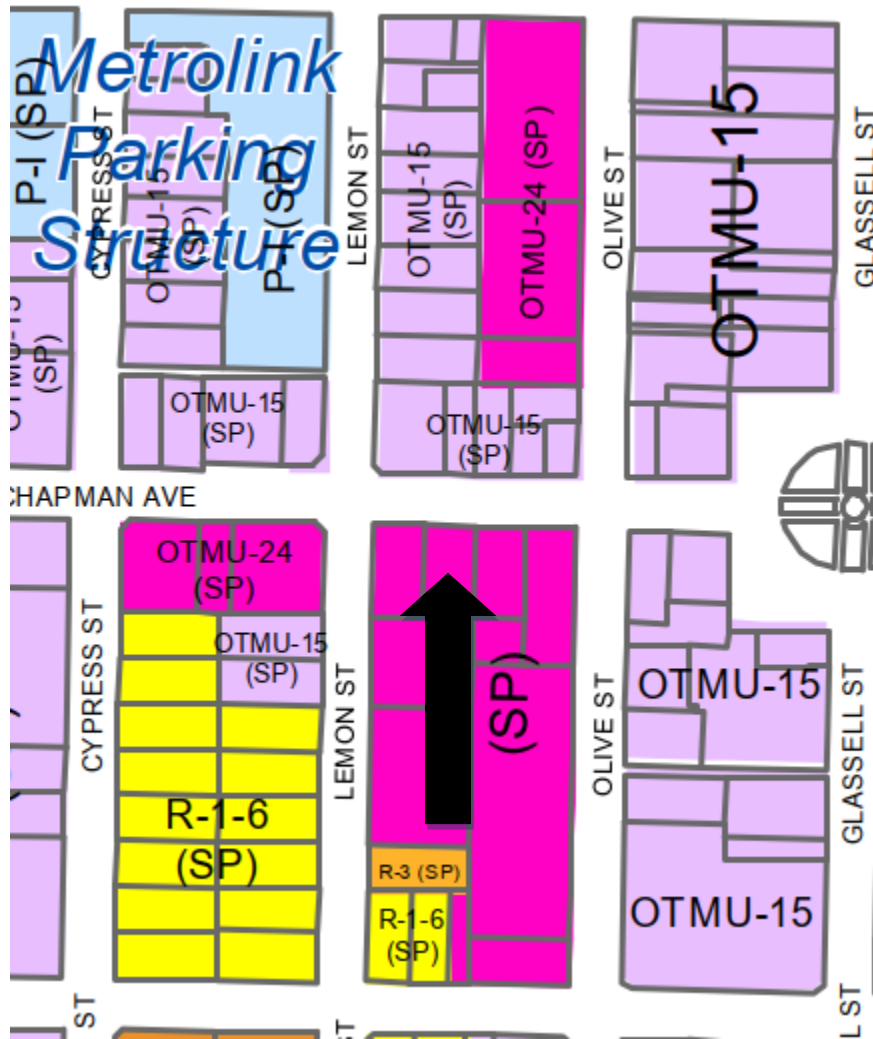 Metrolink
Parking
Structure
P-I (SP)
CYPRESS ST
OTMU-15
(SP)
P-I (SP)
LEMON ST
OTMU-15
(SP)
OTMU-24 (SP)
OLIVE ST
OTMU-15
GLASSELL ST
OTMU-15
(SP)
OTMU-15
(SP)
OTMU-15
(SP)
CHAPMAN AVE
OTMU-24
(SP)
CYPRESS ST
OTMU-15
(SP)
LEMON ST
(SP)
OLIVE ST
OTMU-15
GLASSELL ST
R-1-6
(SP)
R-3 (SP)
R-1-6
(SP)
OTMU-15
ST
ST
L ST